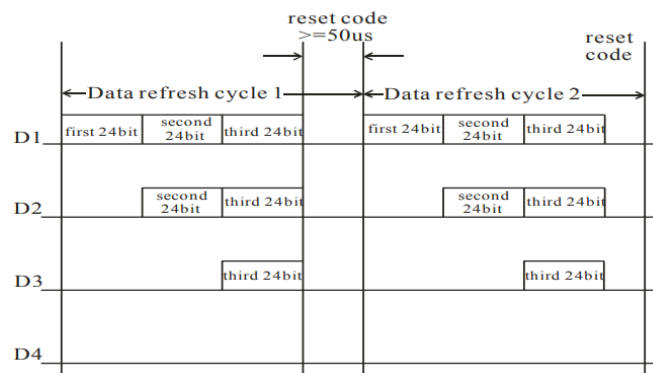 reset code
>=50us
reset
code
Data refresh cycle 1
Data refresh cycle 2
D1
first 24bit
second
24bit
third 24bit
first 24bit
second
24bit
third 24bit
D2
second
24bit
third 24bit
second
24bit
third 24bit
D3
third 24bit
third 24bit
D4